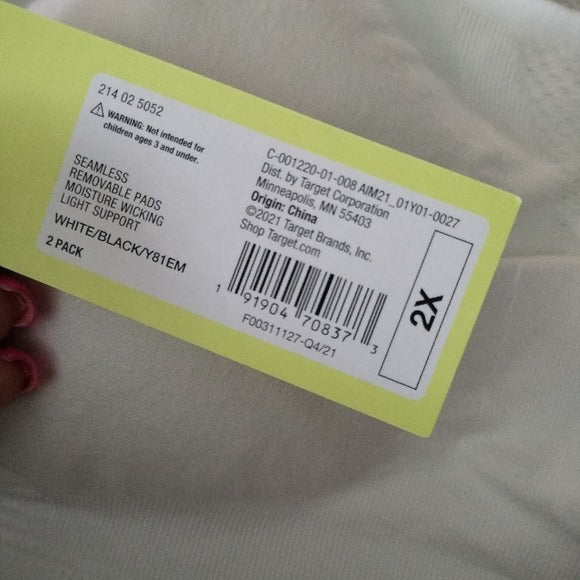 214 02 5052
WARNING: Not intended for
children ages 3 and under.
SEAMLESS
REMOVABLE PADS
MOISTURE WICKING
LIGHT SUPPORT
WHITE/BLACK/Y81EM
2 PACK
C-001220-01-008 AIM21_01Y01-0027
Dist. by Target Corporation
Minneapolis, MN 55403
Origin: China
©2021 Target Brands, Inc.
Shop Target.com
1 91904 70837 3
F00311127-Q4/21
2X